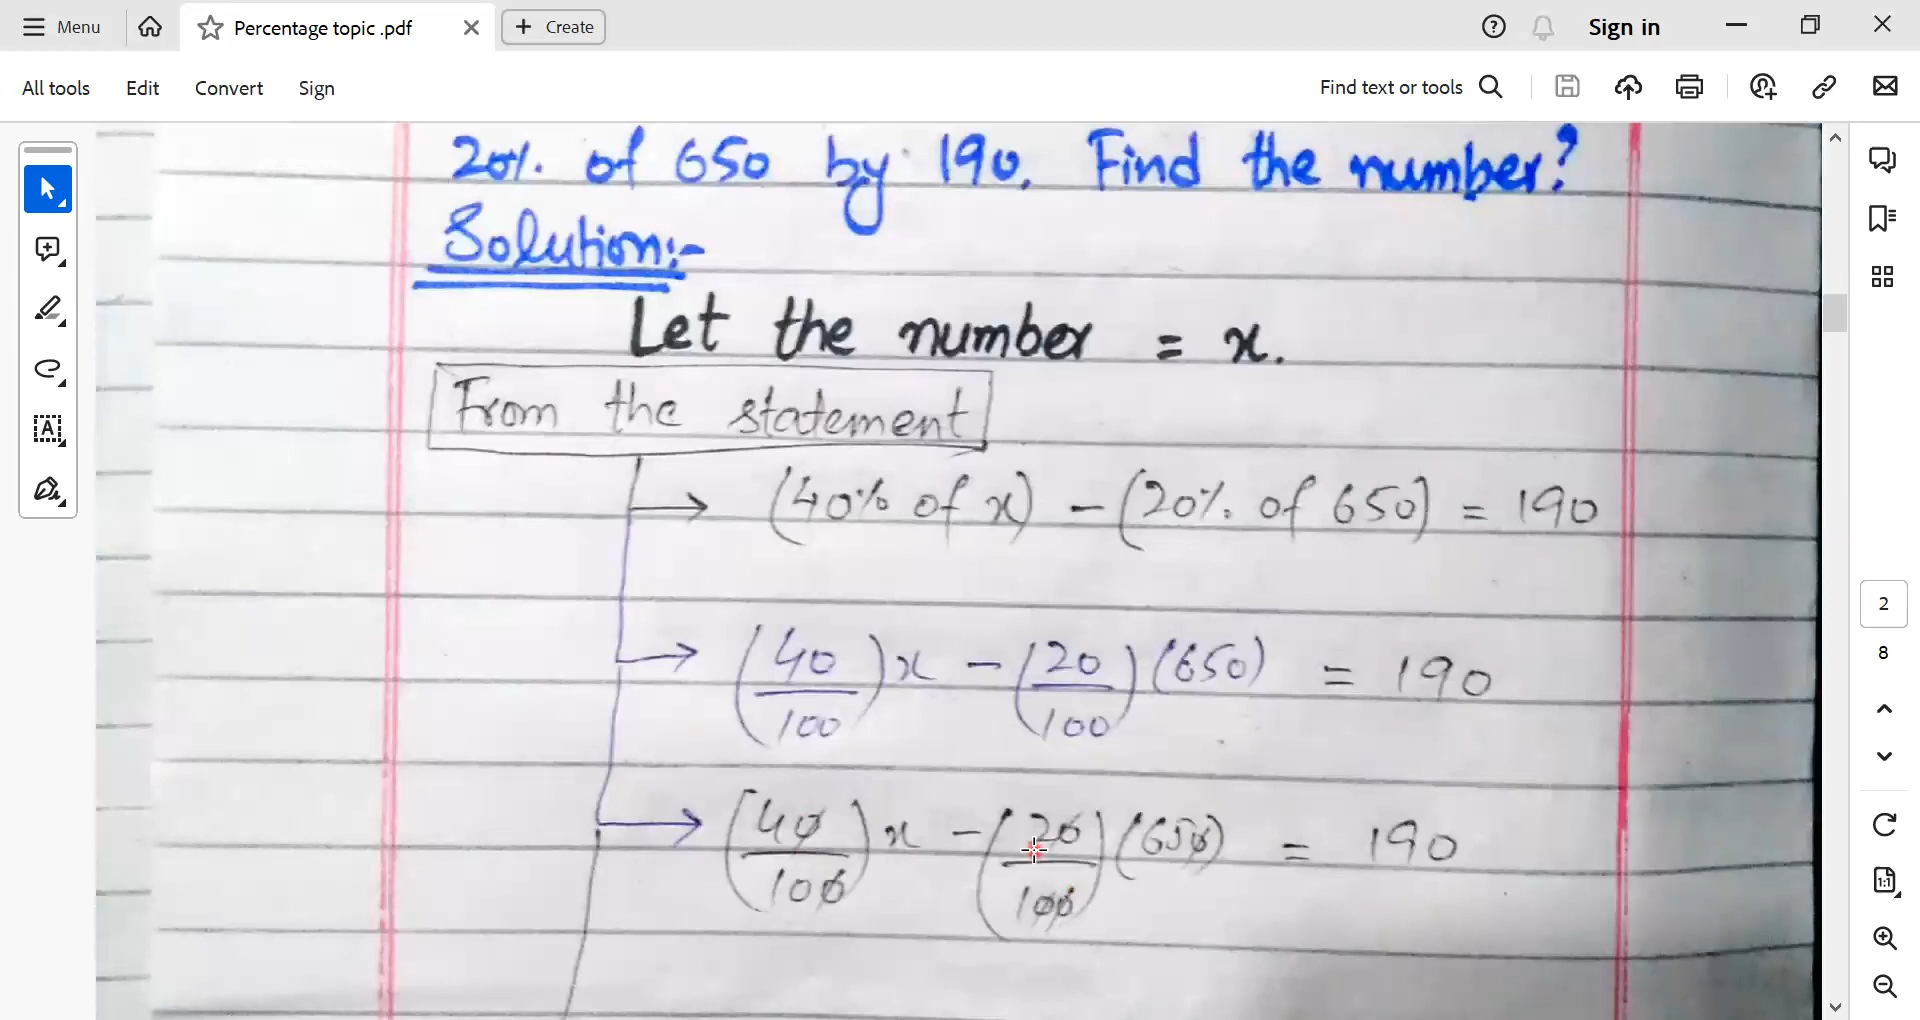 Menu
Percentage topic .pdf
Create
Sign in
All tools
Edit
Convert
Sign
Find text or tools
20% of 650 by 190. Find the number?
Solution:-
Let the number = x.
From the statement
(40% of x) - (20% of 650) = 190
(40/100)x - (20/100)(650) = 190
(40/100)x - (20/100)(650) = 190
2
8